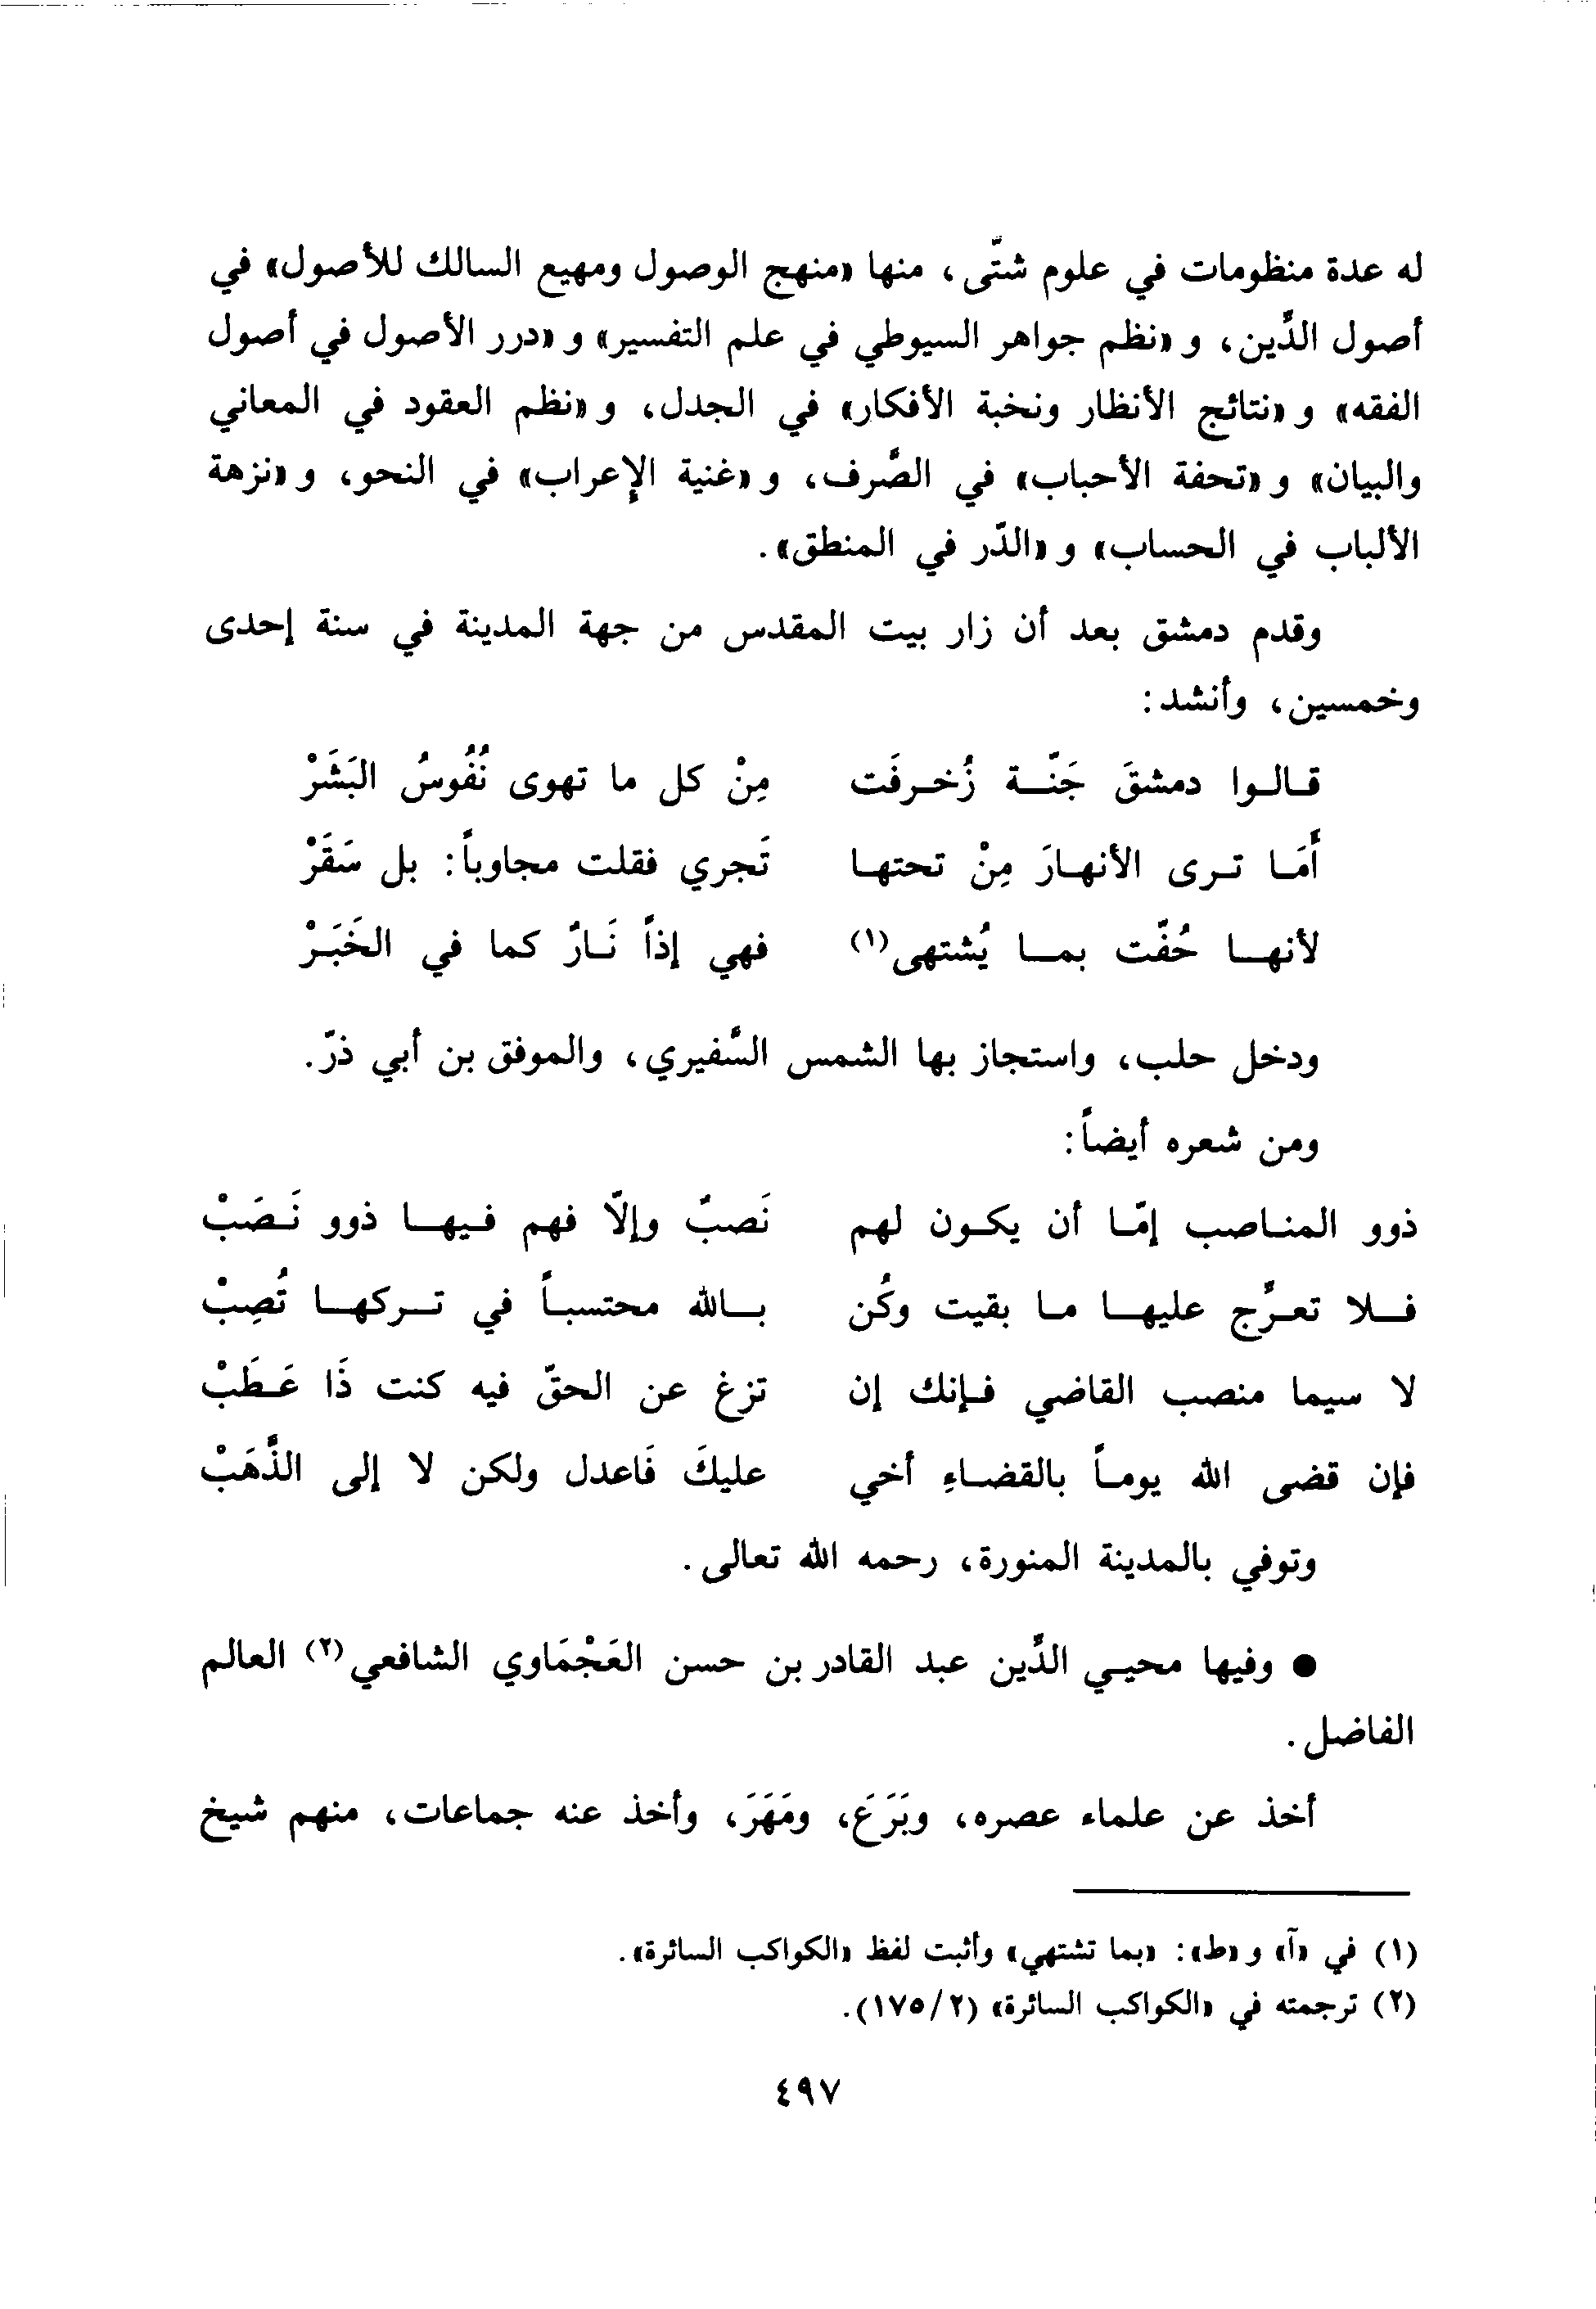 له عدة منظومات في علوم شتّى، منها «منهج الوصول ومهيع السالك للأصول» في
أصول الدِّين، و «نظم جواهر السيوطي في علم التفسير» و «درر الأصول في أصول
الفقه» و «نتائج الأنظار ونخبة الأفكار» في الجدل، و «نظم العقود في المعاني
والبيان» و «تحفة الأحباب» في الصَّرف، و «غنية الإعراب» في النحو، و «نزهة
الألباب في الحساب» و «الدّر في المنطق».
وقدم دمشق بعد أن زار بيت المقدس من جهة المدينة في سنة إحدى
وخمسين، وأنشد:
قالوا دمشقَ جَنّة زُخرفَت مِنْ كل ما تهوى نُفُوسُ البَشَرْ
أَمَا ترى الأنهارَ مِنْ تحتها تَجري فقلت مجاوباً: بل سَقَرْ
لأنها حُفّت بما يُشتهى(١) فهي إذاً نَارٌ كما في الخَبَرْ
ودخل حلب، واستجاز بها الشمس السَّفيري، والموفق بن أبي ذرّ.
ومن شعره أيضاً:
ذوو المناصب إمّا أن يكون لهم نَصبٌ وإلّا فهم فيها ذوو نَصَبْ
فلا تعرِّج عليها ما بقيت وكُن بالله محتسباً في تركها تُصِبْ
لا سيما منصب القاضي فإنك إن تزغ عن الحقّ فيه كنت ذَا عَطَبْ
فإن قضى الله يوماً بالقضاءِ أخي عليكَ فَاعدل ولكن لا إلى الذَّهَبْ
وتوفي بالمدينة المنورة، رحمه الله تعالى.
● وفيها محيي الدِّين عبد القادر بن حسن العَجْمَاوي الشافعي(٢) العالم
الفاضل.
أخذ عن علماء عصره، وبَرَعَ، ومَهَرَ، وأخذ عنه جماعات، منهم شيخ
(١) في «آ» و «ط»: «بما تشتهي» وأثبت لفظ «الكواكب السائرة».
(٢) ترجمته في «الكواكب السائرة» (٢/ ١٧٥).
٤٩٧